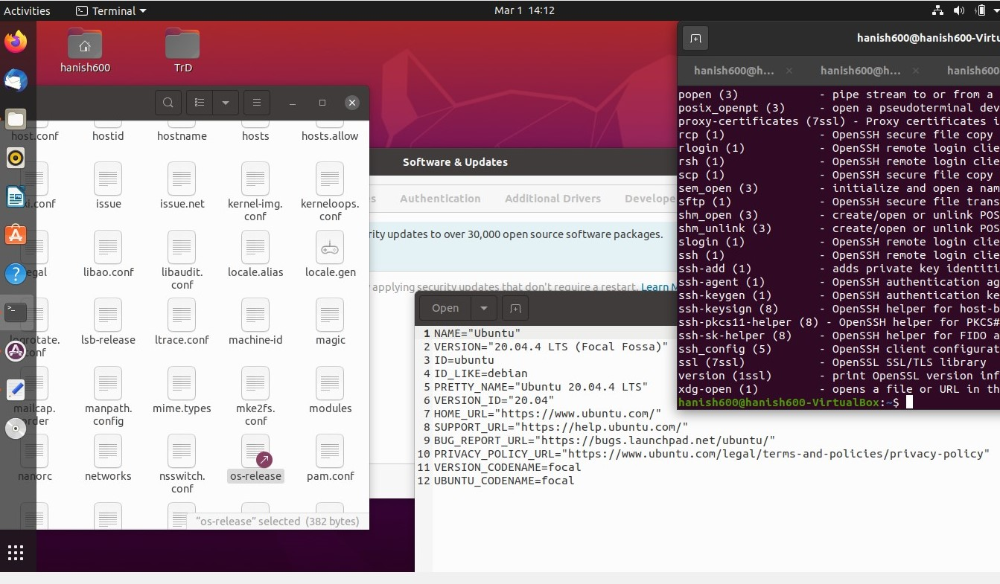 Activities
Terminal
Mar 1 14:12
hanish600
TrD
host.conf
hostid
hostname
hosts
hosts.allow
issue
issue.net
kernel-img.
conf
kerneloops.
conf
libao.conf
libaudit.
conf
locale.alias
locale.gen
lsb-release
ltrace.conf
machine-id
magic
mailcap.
order
manpath.
config
mime.types
mke2fs.
conf
modules
nanorc
networks
nsswitch.
conf
os-release
pam.conf
“os-release” selected (382 bytes)
Software & Updates
Authentication
Additional Drivers
updates to over 30,000 open source software packages.
applying security updates that don't require a restart. Learn
Open
1 NAME="Ubuntu"
2 VERSION="20.04.4 LTS (Focal Fossa)"
3 ID=ubuntu
4 ID_LIKE=debian
5 PRETTY_NAME="Ubuntu 20.04.4 LTS"
6 VERSION_ID="20.04"
7 HOME_URL="https://www.ubuntu.com/"
8 SUPPORT_URL="https://help.ubuntu.com/"
9 BUG_REPORT_URL="https://bugs.launchpad.net/ubuntu/"
10 PRIVACY_POLICY_URL="https://www.ubuntu.com/legal/terms-and-policies/privacy-policy"
11 VERSION_CODENAME=focal
12 UBUNTU_CODENAME=focal
hanish600@hanish600-Virtu
hanish600@h... × hanish600@h... × hanish600
popen (3) - pipe stream to or from a
posix_openpt (3) - open a pseudoterminal dev
proxy-certificates (7ssl) - Proxy certificates i
rcp (1) - OpenSSH secure file copy
rlogin (1) - OpenSSH remote login clie
rsh (1) - OpenSSH remote login clie
scp (1) - OpenSSH secure file copy
sem_open (3) - initialize and open a nam
sftp (1) - OpenSSH secure file trans
shm_open (3) - create/open or unlink POS
shm_unlink (3) - create/open or unlink POS
slogin (1) - OpenSSH remote login clie
ssh (1) - OpenSSH remote login clie
ssh-add (1) - adds private key identiti
ssh-agent (1) - OpenSSH authentication ag
ssh-keygen (1) - OpenSSH authentication ke
ssh-keysign (8) - OpenSSH helper for host-b
ssh-pkcs11-helper (8) - OpenSSH helper for PKCS#
ssh-sk-helper (8) - OpenSSH helper for FIDO a
ssh_config (5) - OpenSSH client configurat
ssl (7ssl) - OpenSSL SSL/TLS library
version (1ssl) - print OpenSSL version inf
xdg-open (1) - opens a file or URL in th
hanish600@hanish600-VirtualBox:~$